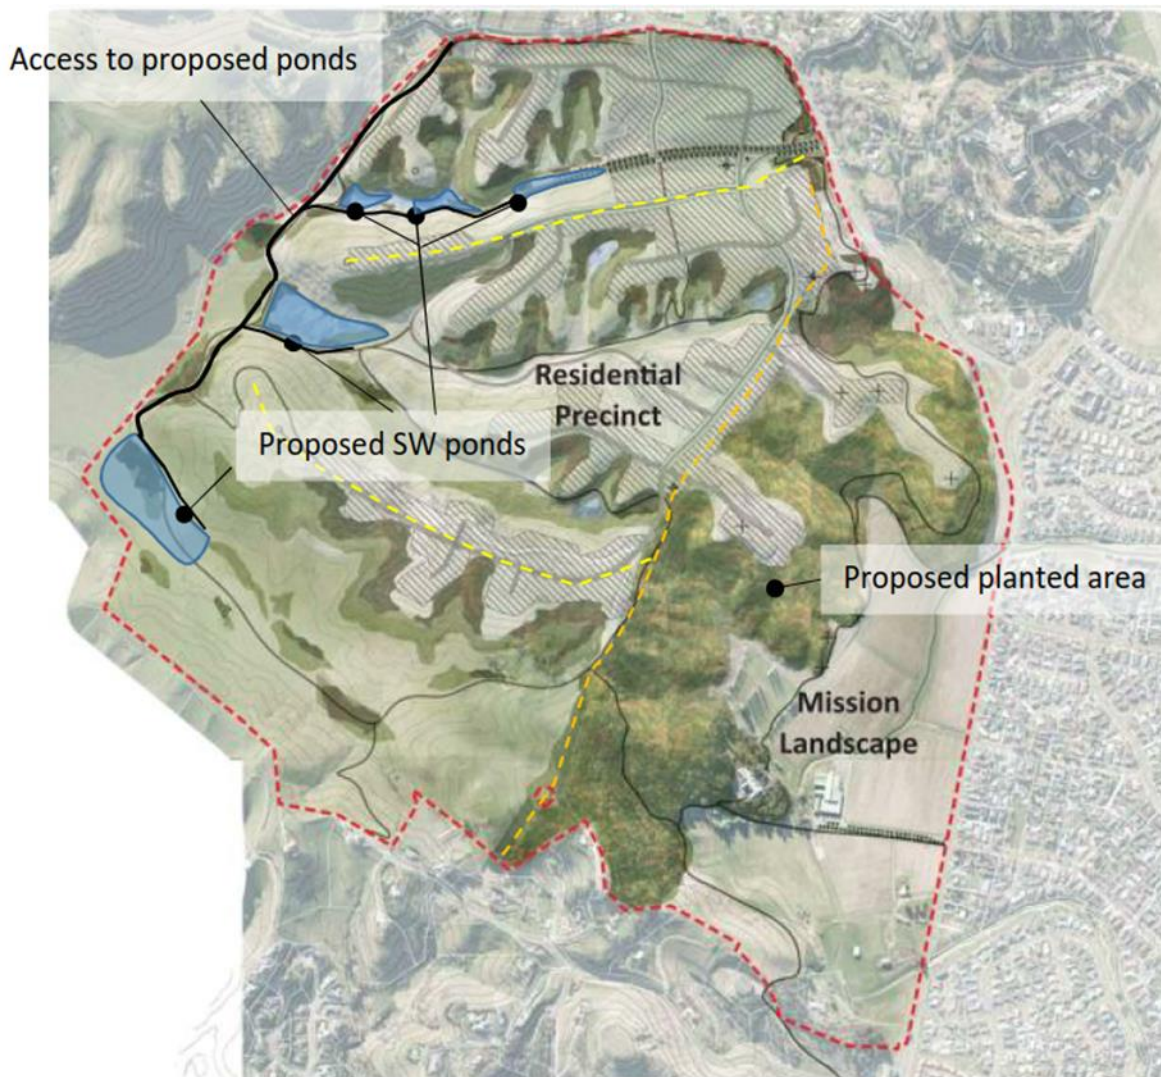 Access to proposed ponds
Residential
Precinct
Proposed SW ponds
Proposed planted area
Mission
Landscape